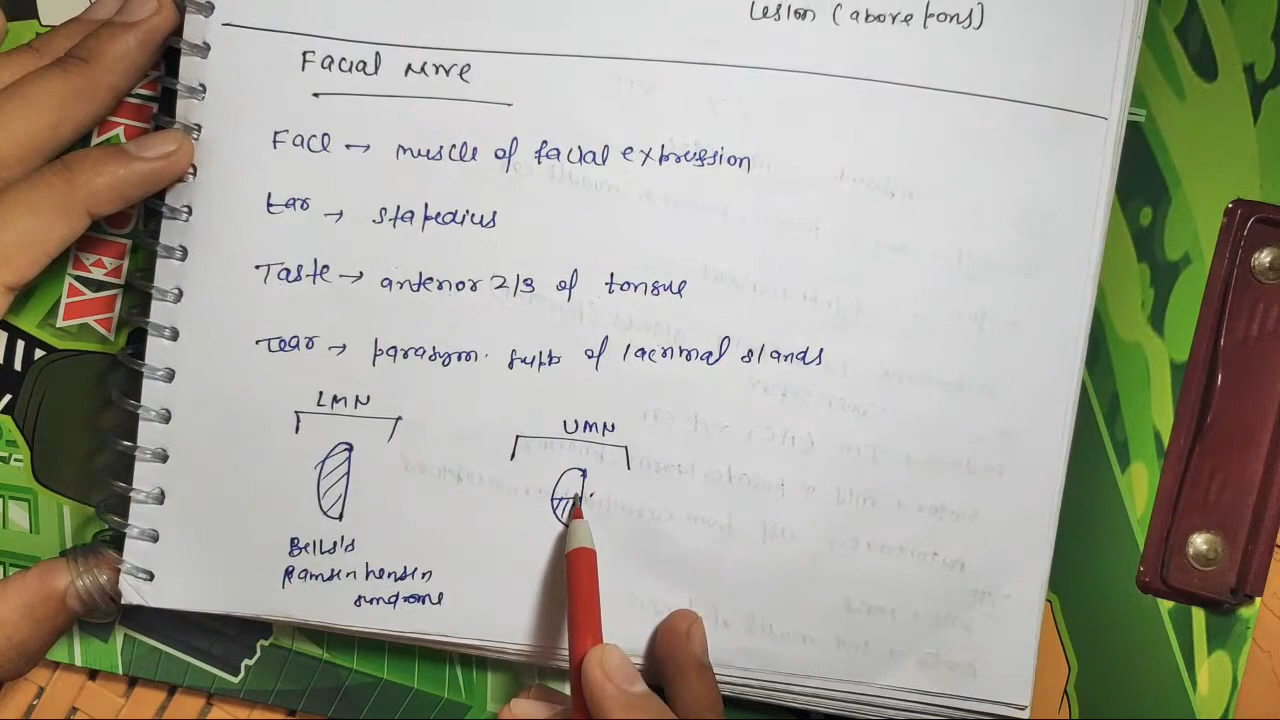 Lesion (above pons)
Facial nerve
Face → muscle of facial expression
Ear → stapedius
Taste → anterior 2/3 of tongue
Tear → parasym. supp of lacrimal glands
LMN
UMN
Bells's
Ramsen hensen
syndrome